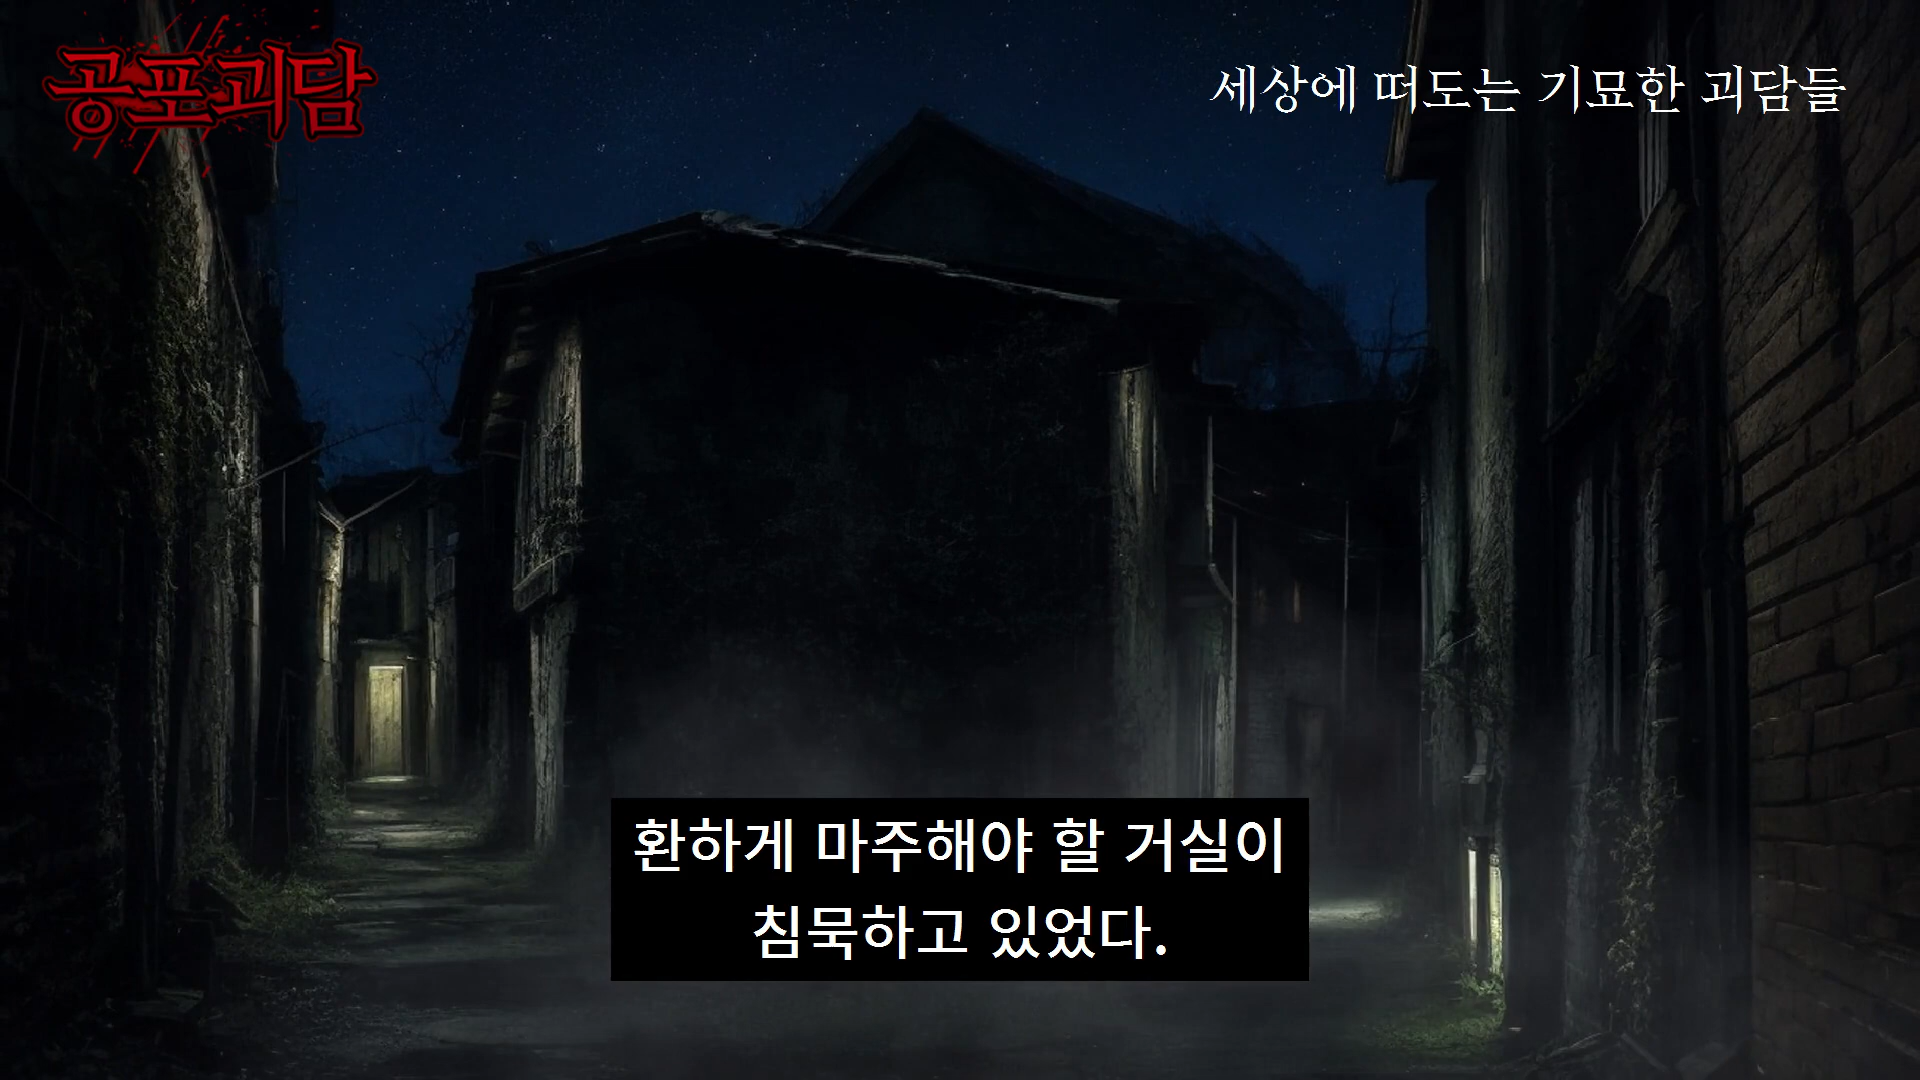 공포괴담
세상에 떠도는 기묘한 괴담들
환하게 마주해야 할 거실이
침묵하고 있었다.